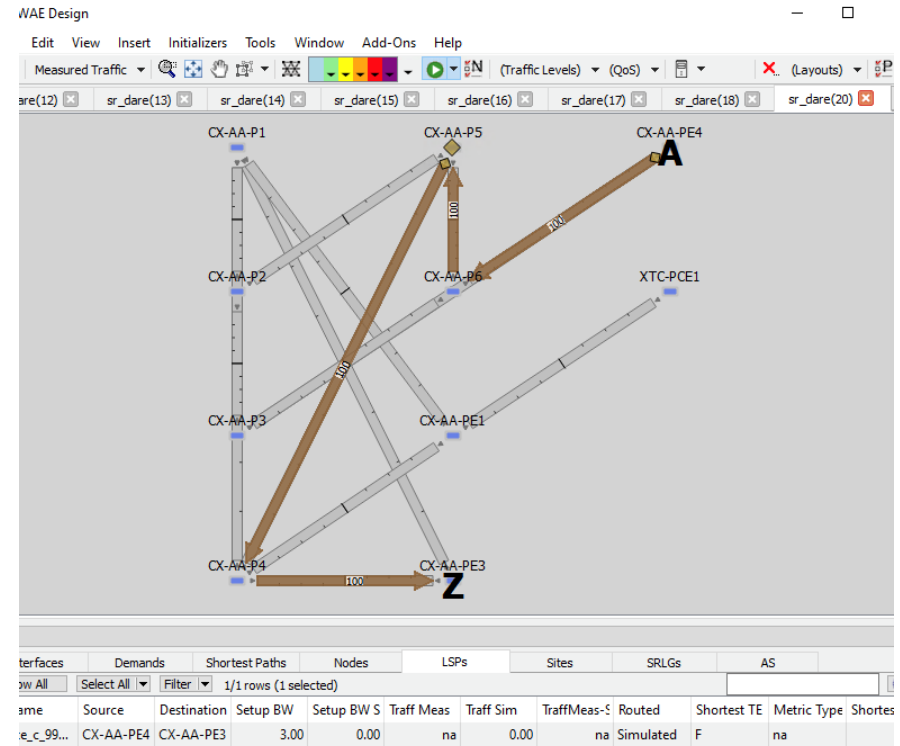 WAE Design
Edit View Insert Initializers Tools Window Add-Ons Help
Measured Traffic N (Traffic Levels) (QoS) (Layouts) P
are(12) sr_dare(13) sr_dare(14) sr_dare(15) sr_dare(16) sr_dare(17) sr_dare(18) sr_dare(20)
CX-AA-P1 CX-AA-P5 CX-AA-PE4
A
100 100
CX-AA-P2 CX-AA-P6 XTC-PCE1
100
CX-AA-P3 CX-AA-PE1
CX-AA-P4 CX-AA-PE3
100 Z
terfaces Demands Shortest Paths Nodes LSPs Sites SRLGs AS
ow All Select All Filter 1/1 rows (1 selected)
ame Source Destination Setup BW Setup BW S Traff Meas Traff Sim TraffMeas-S Routed Shortest TE Metric Type Shortes
te_c_99... CX-AA-PE4 CX-AA-PE3 3.00 0.00 na 0.00 na Simulated F na